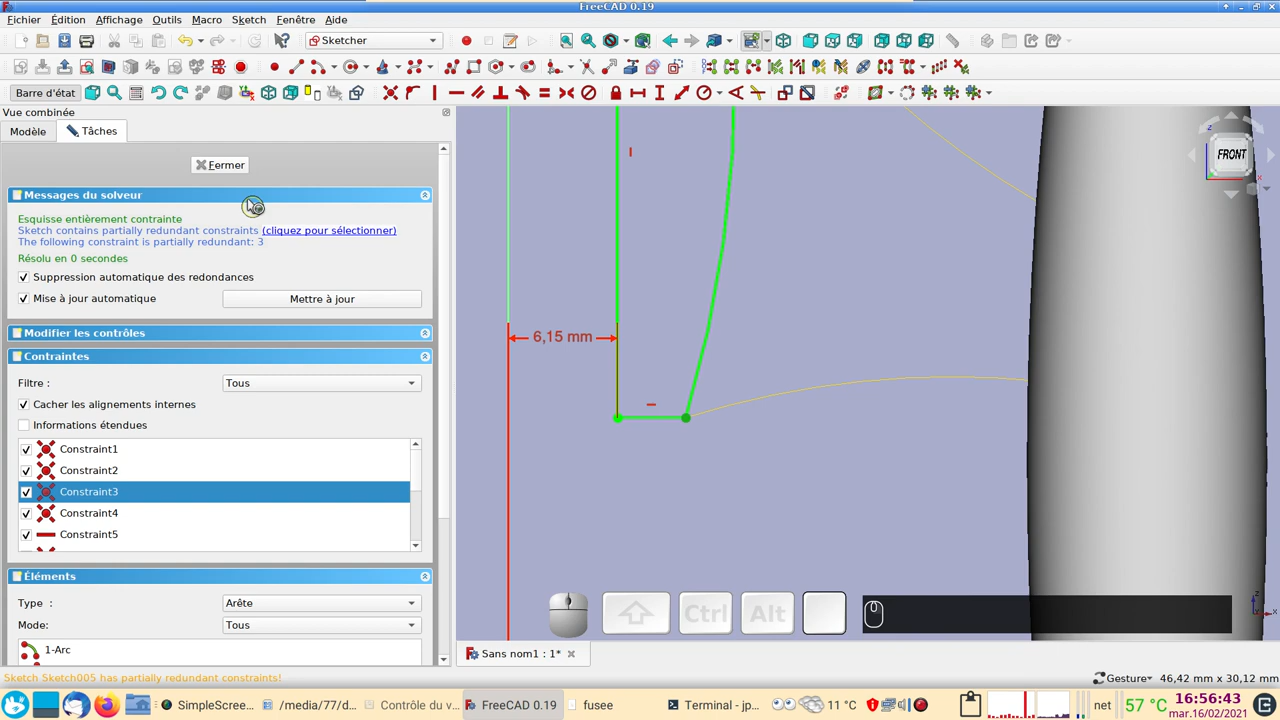 FreeCAD 0.19
Fichier Édition Affichage Outils Macro Sketch Fenêtre Aide
Sketcher
Barre d'état
Vue combinée
Modèle Tâches
Fermer
Messages du solveur
Esquisse entièrement contrainte
Sketch contains partially redundant constraints (cliquez pour sélectionner)
The following constraint is partially redundant: 3
Résolu en 0 secondes
Suppression automatique des redondances
Mise à jour automatique Mettre à jour
Modifier les contrôles
Contraintes
Filtre : Tous
Cacher les alignements internes
Informations étendues
Constraint1
Constraint2
Constraint3
Constraint4
Constraint5
Éléments
Type : Arête
Mode: Tous
1-Arc
6,15 mm
FRONT
z
x
Ctrl Alt
Sans nom1 : 1*
Sketch Sketch005 has partially redundant constraints!
Gesture 46,42 mm x 30,12 mm
SimpleScree... /media/77/d... Contrôle du v... FreeCAD 0.19 fusee Terminal - jp... 11 °C net 57 °C 16:56:43
mar.16/02/2021